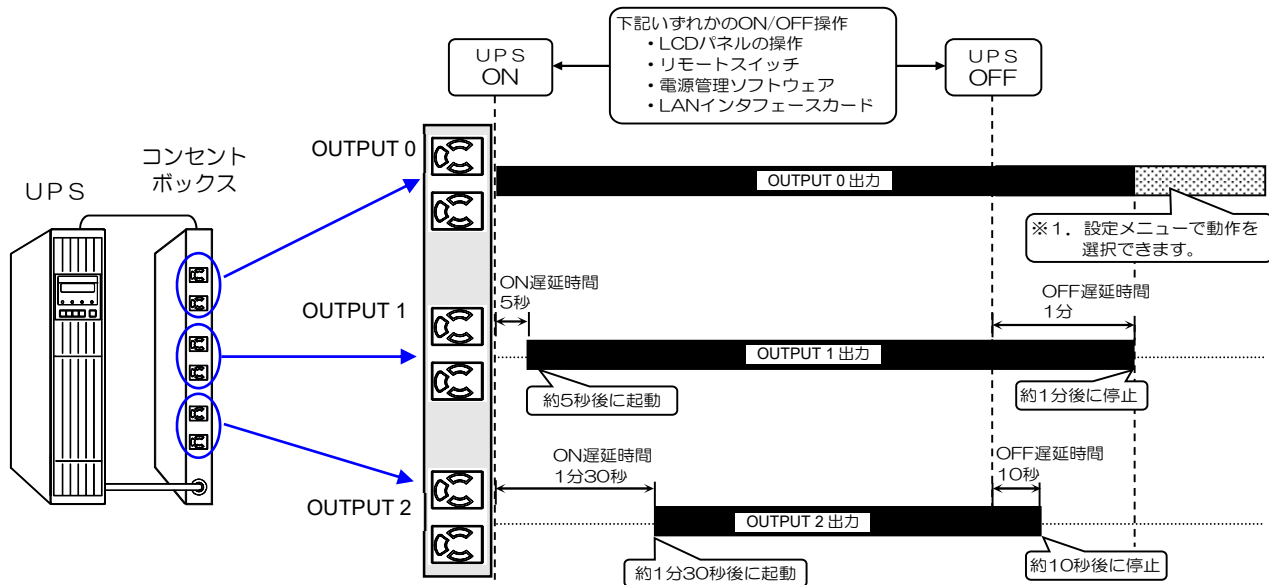 下記いずれかのON/OFF操作
・LCDパネルの操作
・リモートスイッチ
・電源管理ソフトウェア
・LANインタフェースカード
UPS
ON
UPS
OFF
UPS
コンセント
ボックス
OUTPUT 0
OUTPUT 0 出力
※1．設定メニューで動作を
選択できます。
OUTPUT 1
ON遅延時間
5秒
OFF遅延時間
1分
OUTPUT 1 出力
約5秒後に起動
約1分後に停止
OUTPUT 2
ON遅延時間
1分30秒
OFF遅延時間
10秒
OUTPUT 2 出力
約1分30秒後に起動
約10秒後に停止